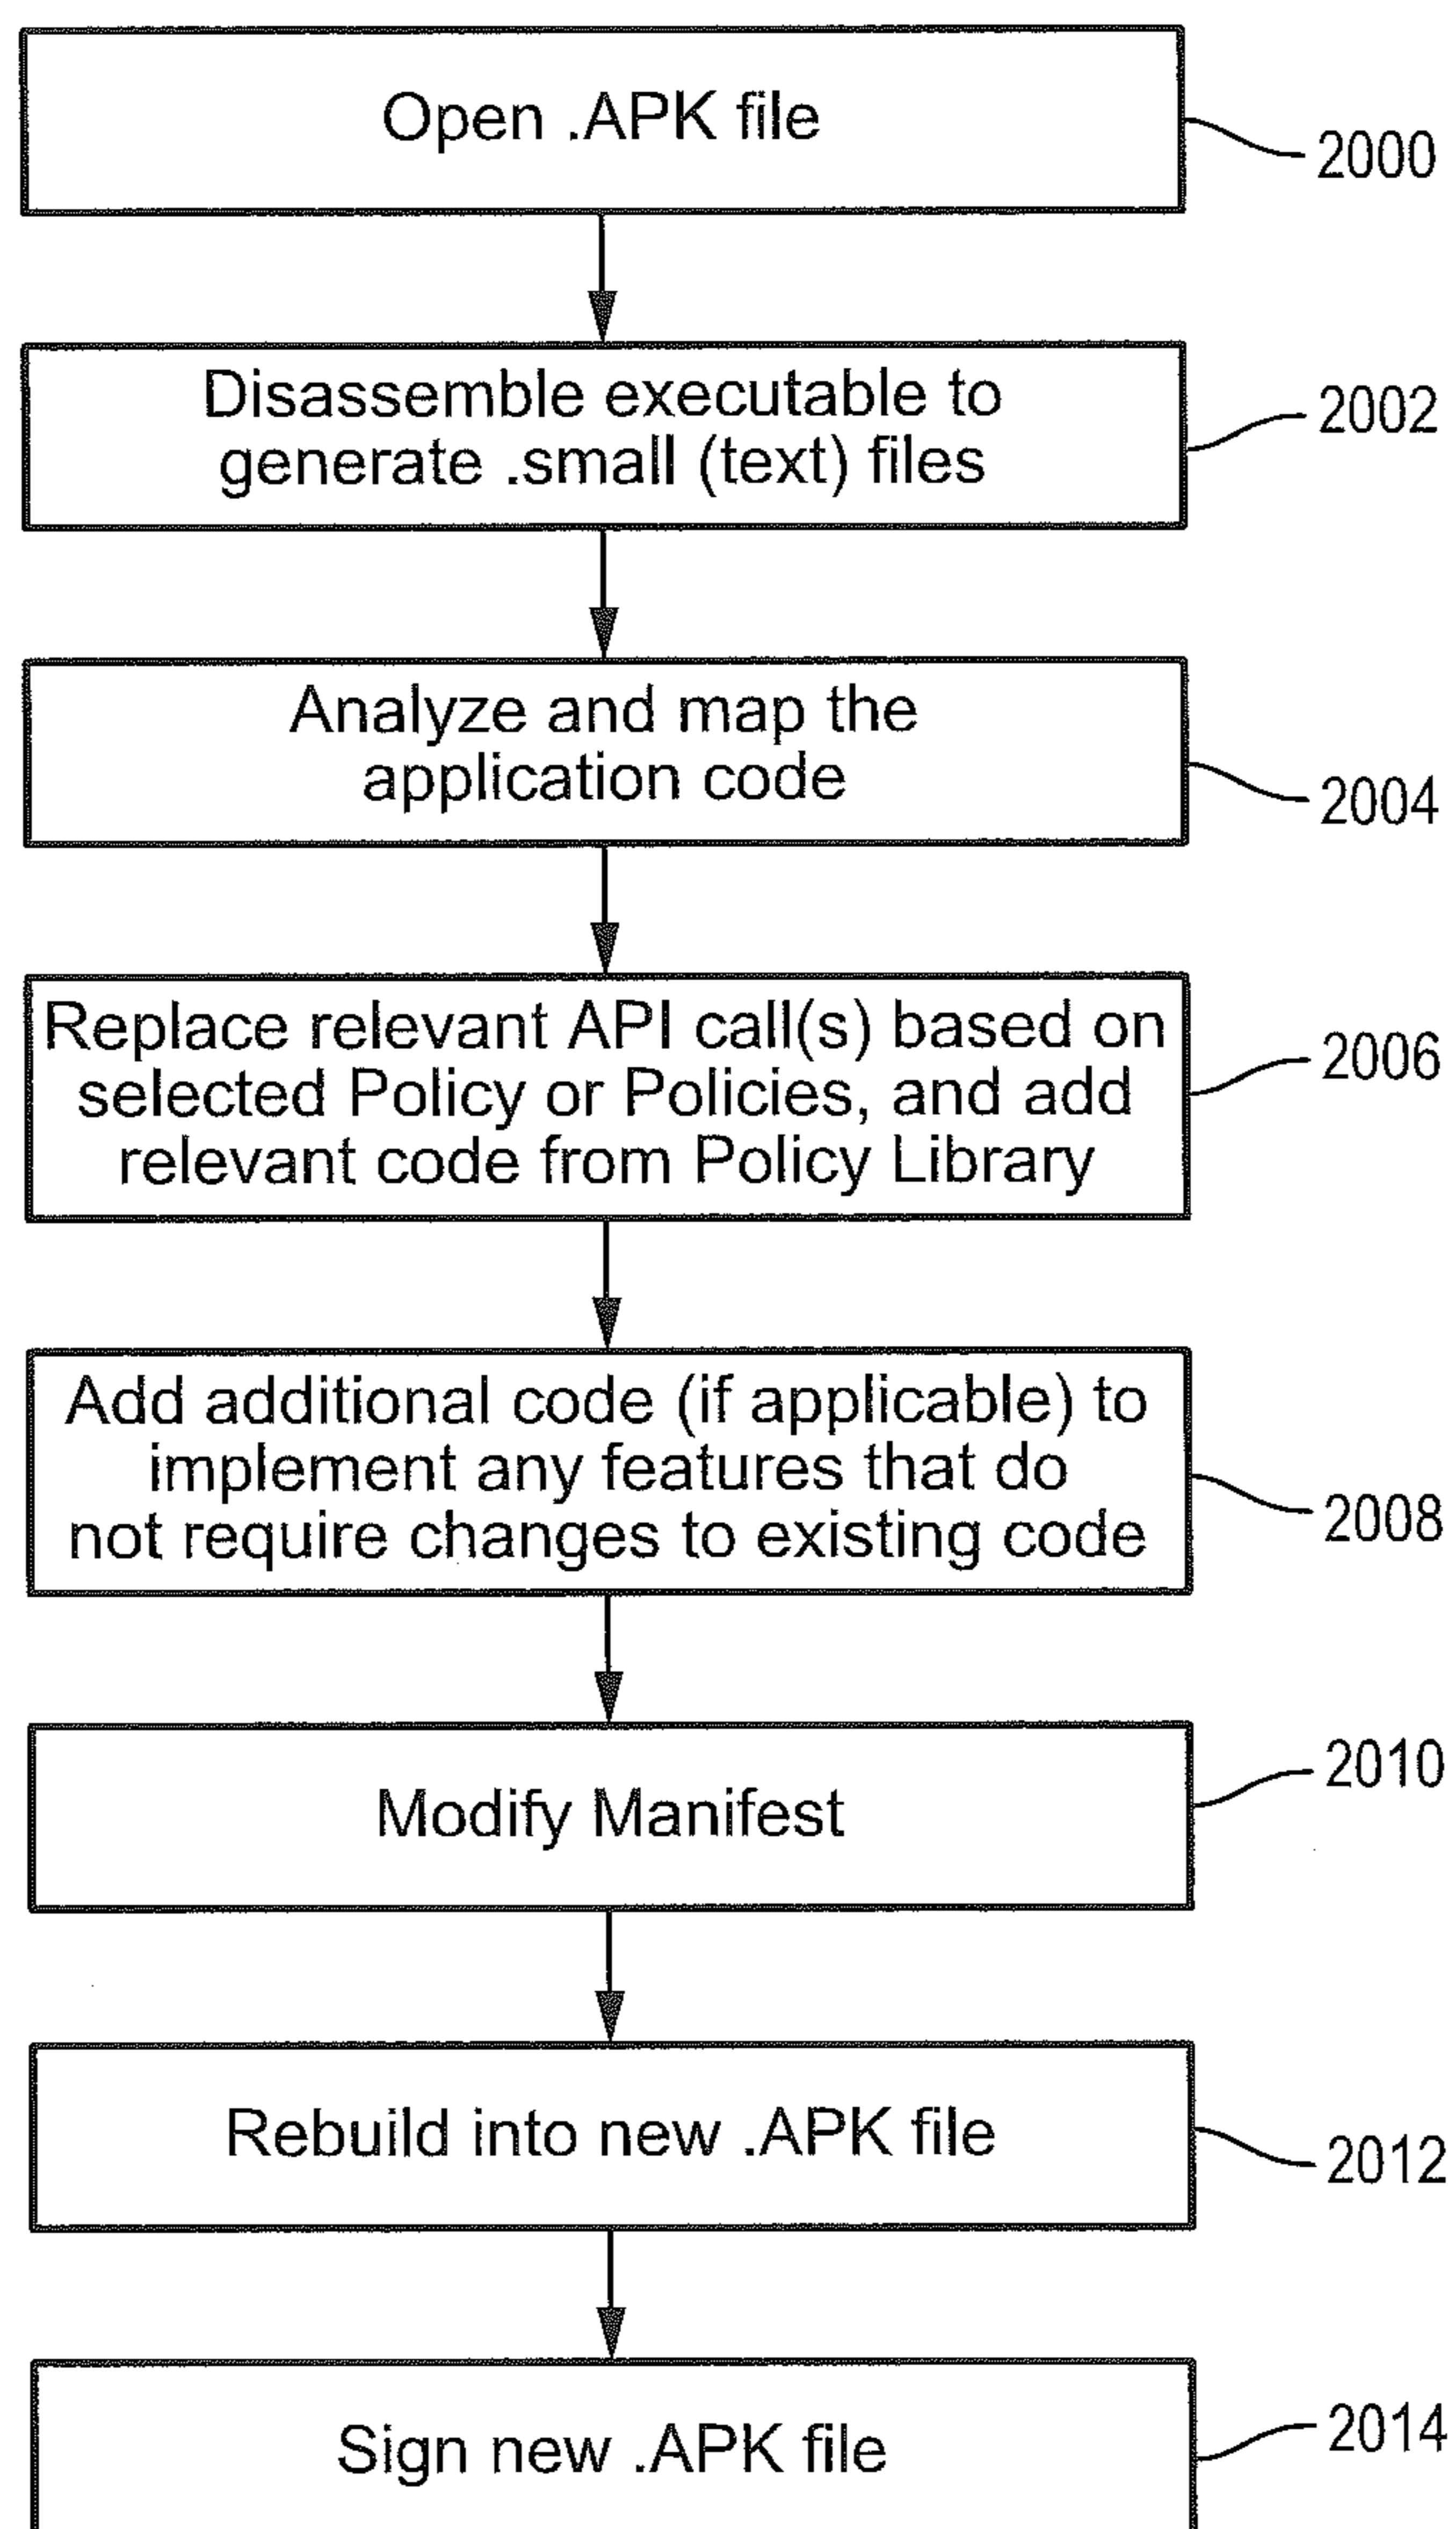 Open .APK file
2000
Disassemble executable to
generate .small (text) files
2002
Analyze and map the
application code
2004
Replace relevant API call(s) based on
selected Policy or Policies, and add
relevant code from Policy Library
2006
Add additional code (if applicable) to
implement any features that do
not require changes to existing code
2008
Modify Manifest
2010
Rebuild into new .APK file
2012
Sign new .APK file
2014